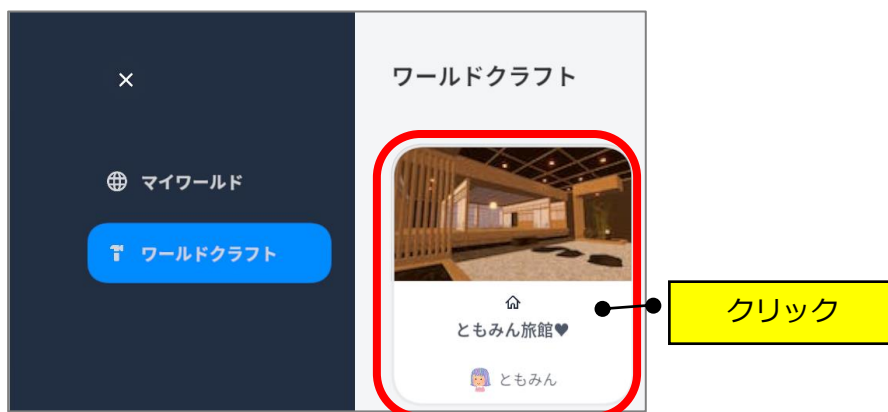 ワールドクラフト
マイワールド
ワールドクラフト
ともみん旅館♥
ともみん
クリック